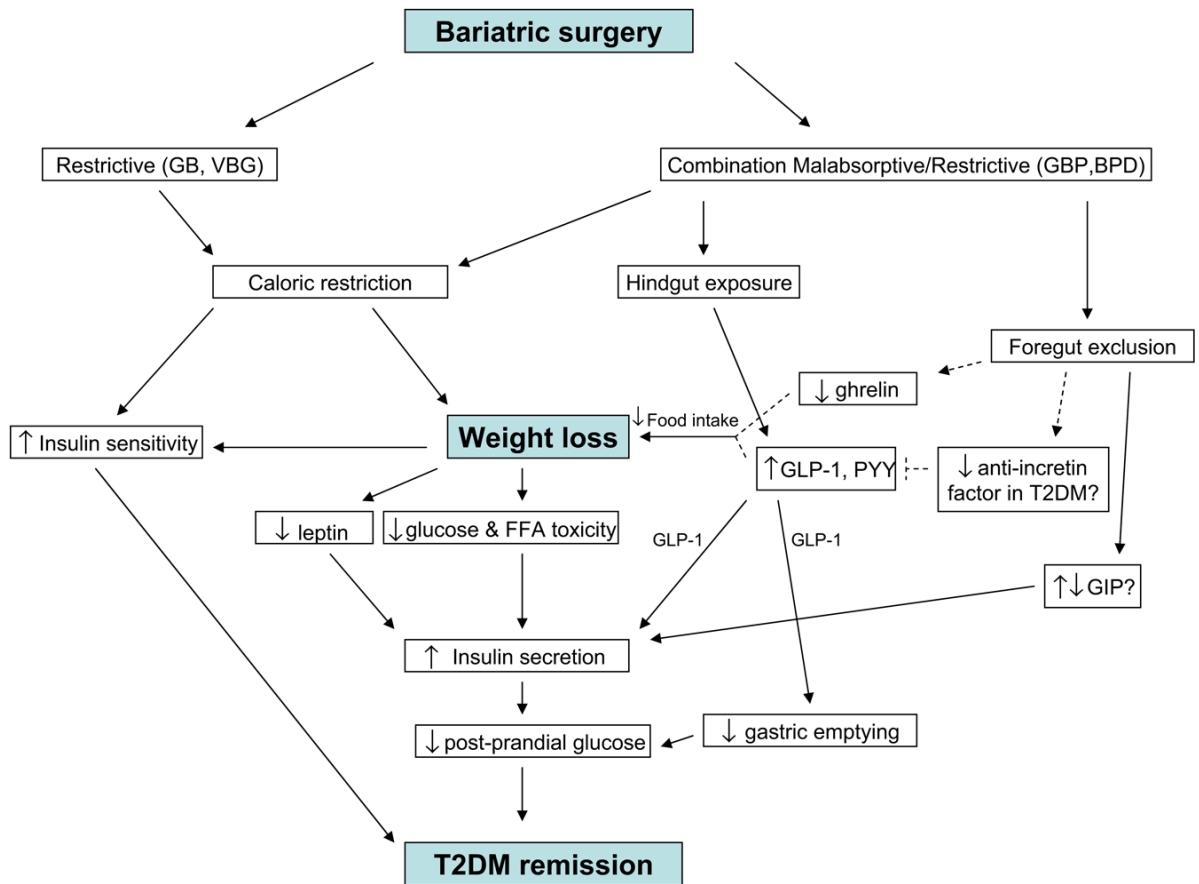 Bariatric surgery
Restrictive (GB, VBG)
Combination Malabsorptive/Restrictive (GBP,BPD)
Caloric restriction
Hindgut exposure
Foregut exclusion
↓ ghrelin
↓ Food intake
↑ Insulin sensitivity
Weight loss
↑GLP-1, PYY
↓ anti-incretin
factor in T2DM?
↓ leptin
↓glucose & FFA toxicity
GLP-1
GLP-1
↑↓GIP?
↑ Insulin secretion
↓ post-prandial glucose
↓ gastric emptying
T2DM remission